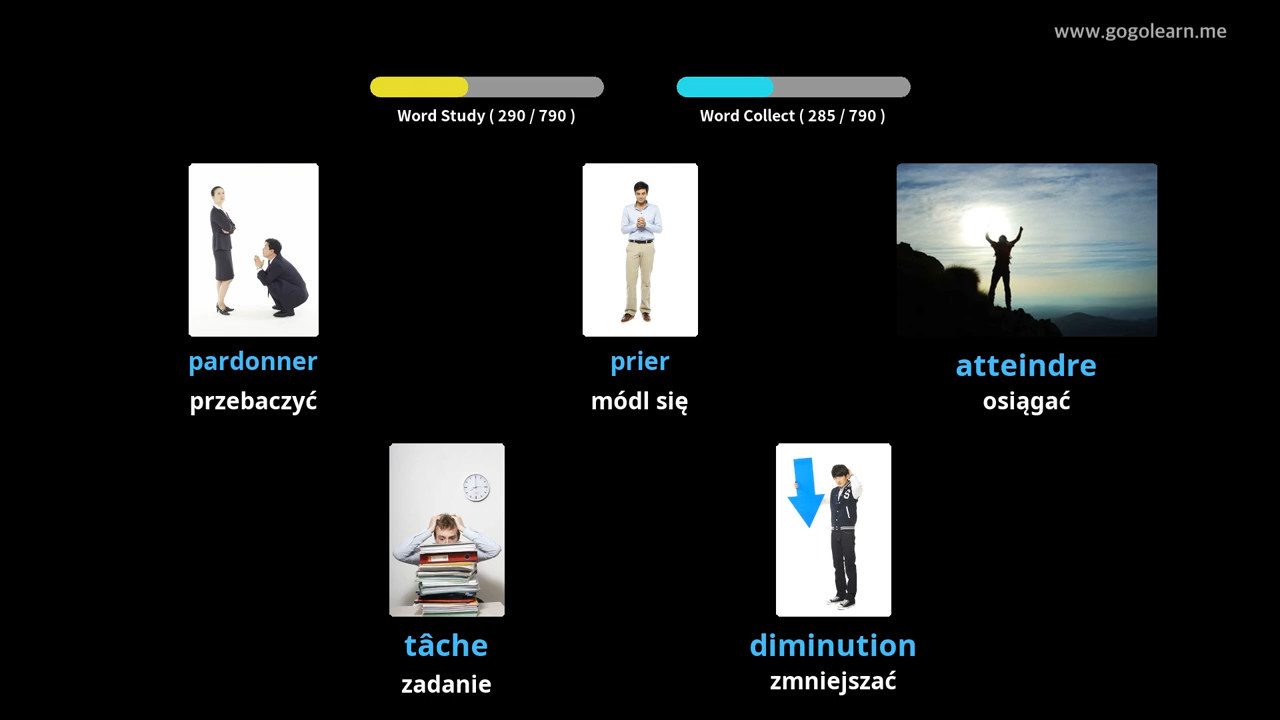 www.gogolearn.me
Word Study ( 290 / 790 )
Word Collect ( 285 / 790 )
pardonner
przebaczyć
prier
módl się
atteindre
osiągać
S
tâche
zadanie
diminution
zmniejszać